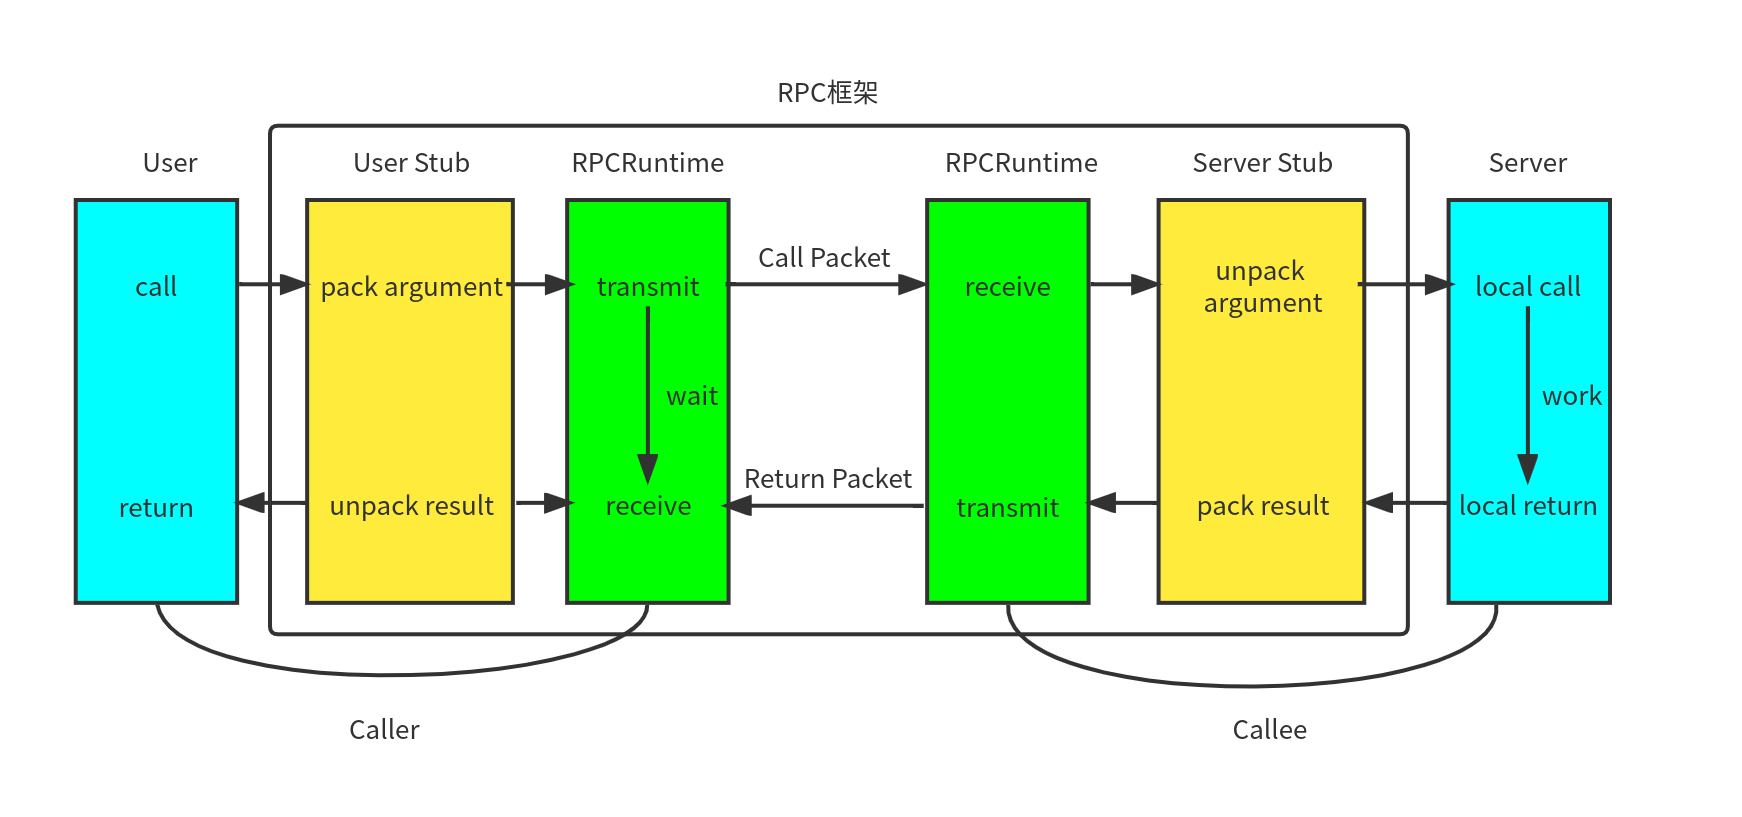 RPC框架
User
User Stub
RPCRuntime
RPCRuntime
Server Stub
Server
call
pack argument
transmit
Call Packet
receive
unpack
argument
local call
wait
work
return
unpack result
receive
Return Packet
transmit
pack result
local return
Caller
Callee